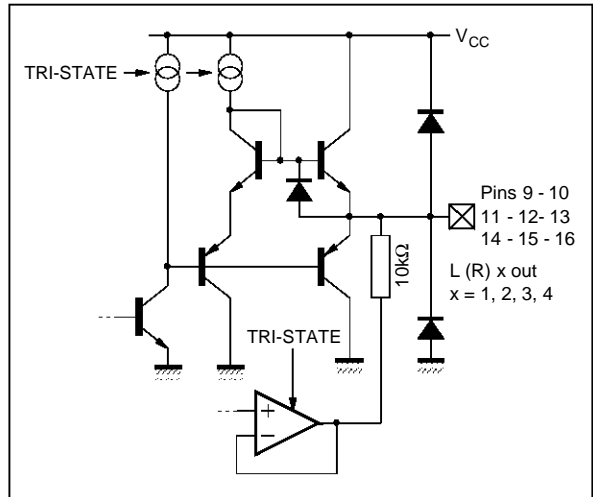 V_CC
TRI-STATE
Pins 9 - 10
11 - 12- 13
14 - 15 - 16
L (R) x out
x = 1, 2, 3, 4
10kΩ
TRI-STATE
+
−